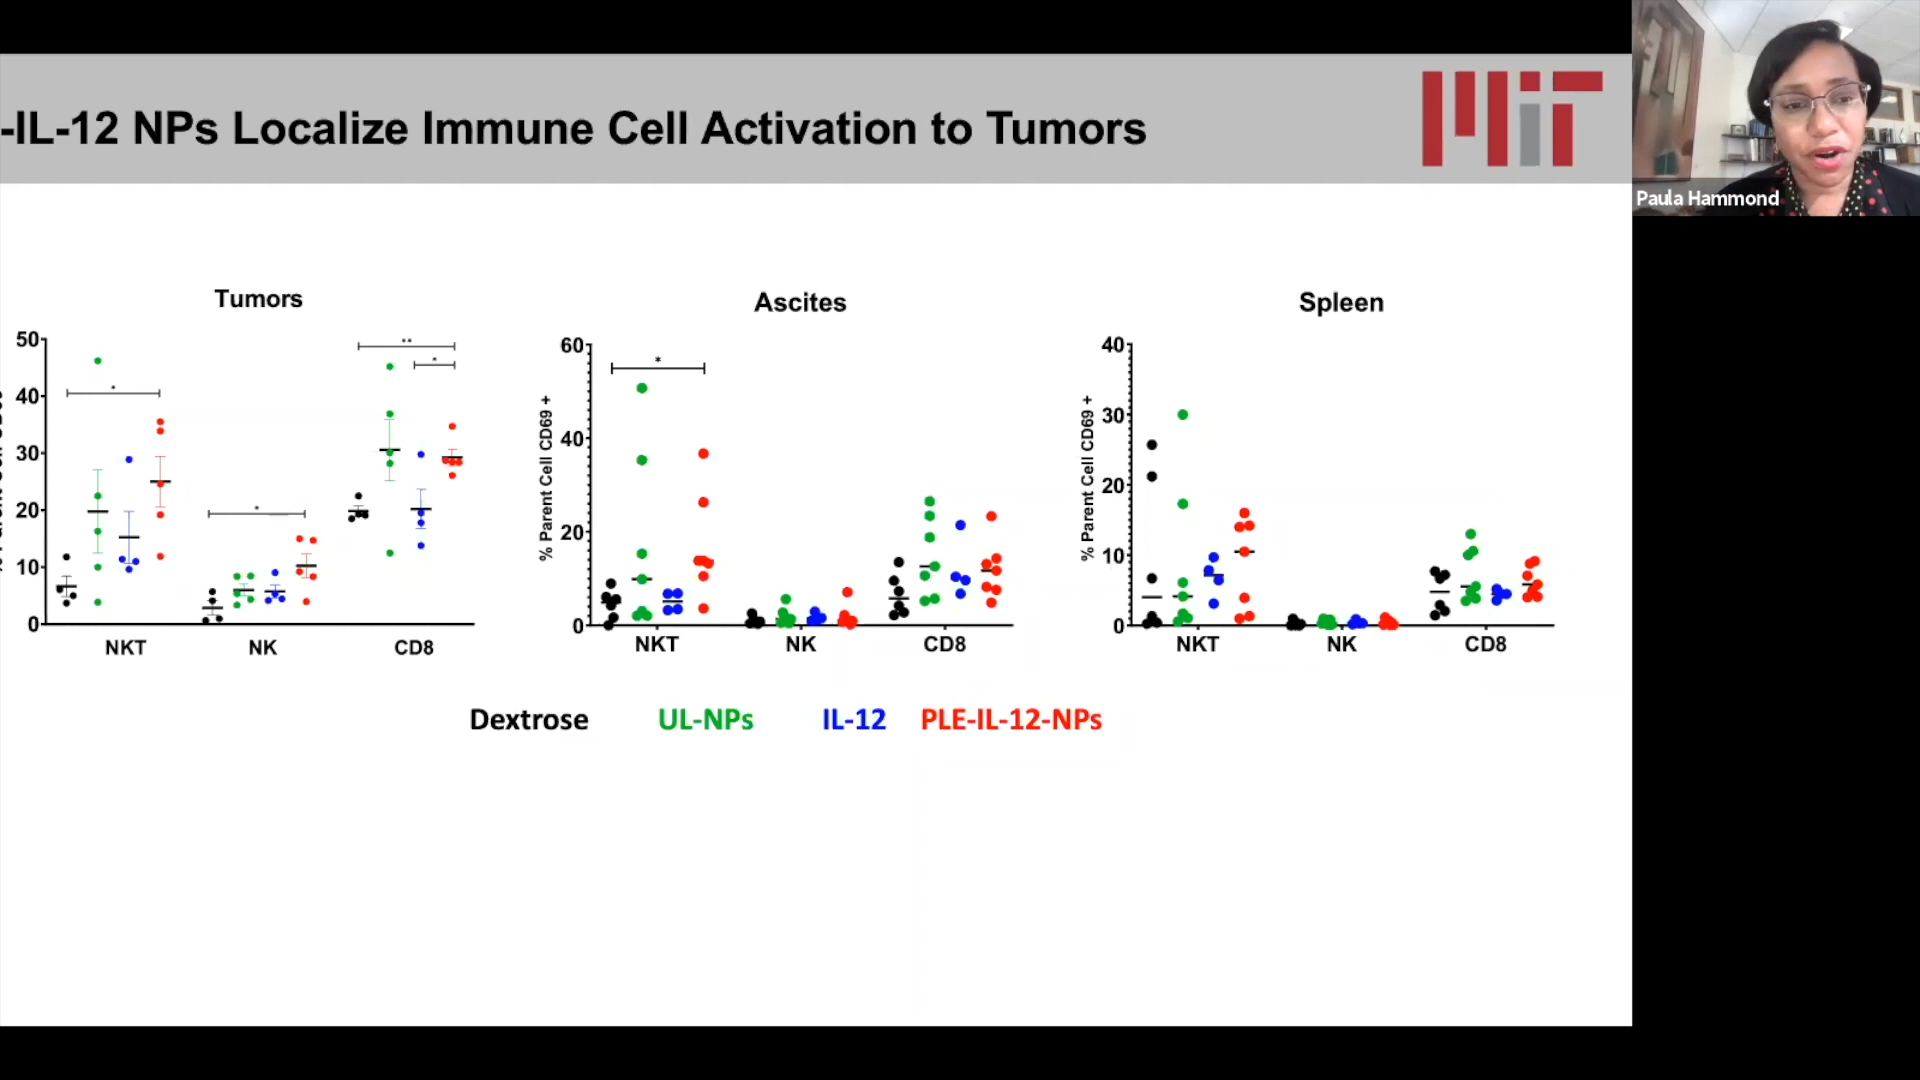 -IL-12 NPs Localize Immune Cell Activation to Tumors
MIT
Paula Hammond
Tumors
50
40
30
20
10
0
*
*
**
*
NKT
NK
CD8
Ascites
% Parent Cell CD69 +
60
40
20
0
*
NKT
NK
CD8
Spleen
% Parent Cell CD69 +
40
30
20
10
0
NKT
NK
CD8
Dextrose UL-NPs IL-12 PLE-IL-12-NPs